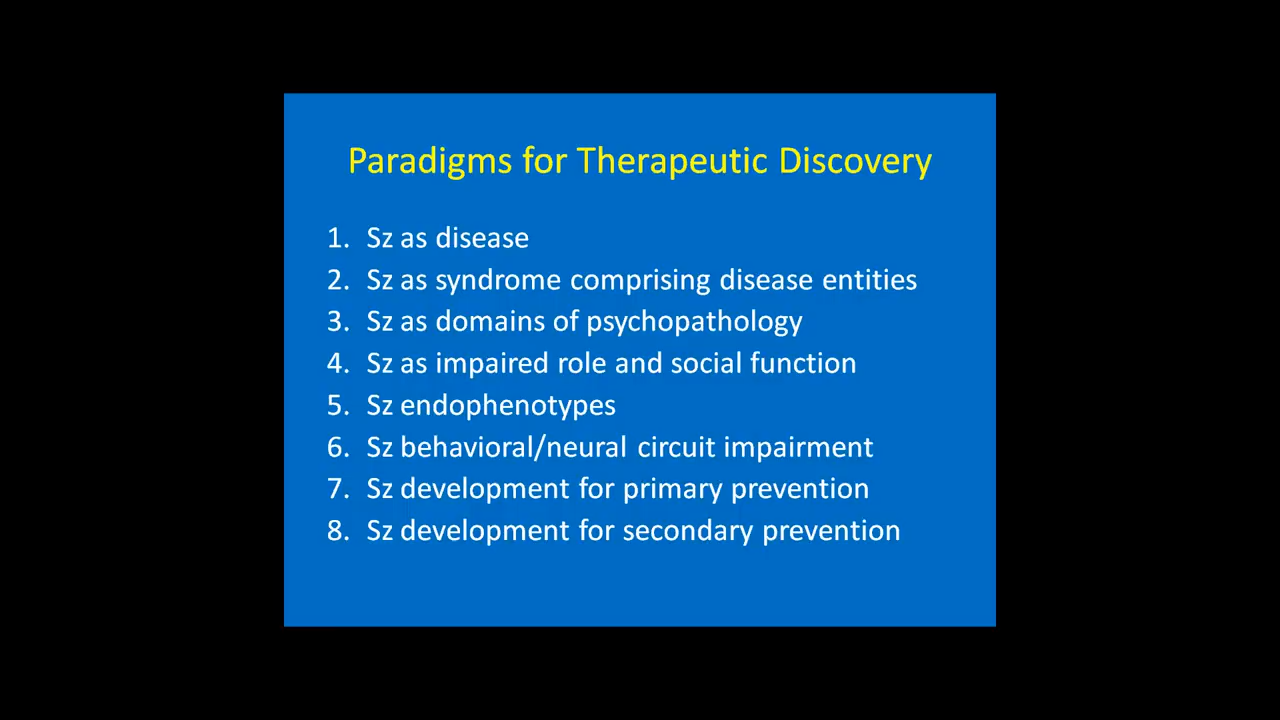 Paradigms for Therapeutic Discovery
1. Sz as disease
2. Sz as syndrome comprising disease entities
3. Sz as domains of psychopathology
4. Sz as impaired role and social function
5. Sz endophenotypes
6. Sz behavioral/neural circuit impairment
7. Sz development for primary prevention
8. Sz development for secondary prevention